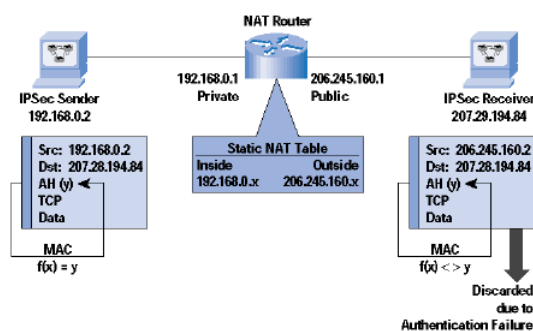 NAT Router
192.168.0.1
Private
206.245.160.1
Public
IPSec Sender
192.168.0.2
IPSec Receiver
207.29.194.84
Src: 192.168.0.2
Dst: 207.28.194.84
AH (y)
TCP
Data
MAC
f(x) = y
Static NAT Table
Inside Outside
192.168.0.x 206.245.160.x
Src: 206.245.160.2
Dst: 207.28.194.84
AH (y)
TCP
Data
MAC
f(x) < > y
Discarded
due to
Authentication Failure